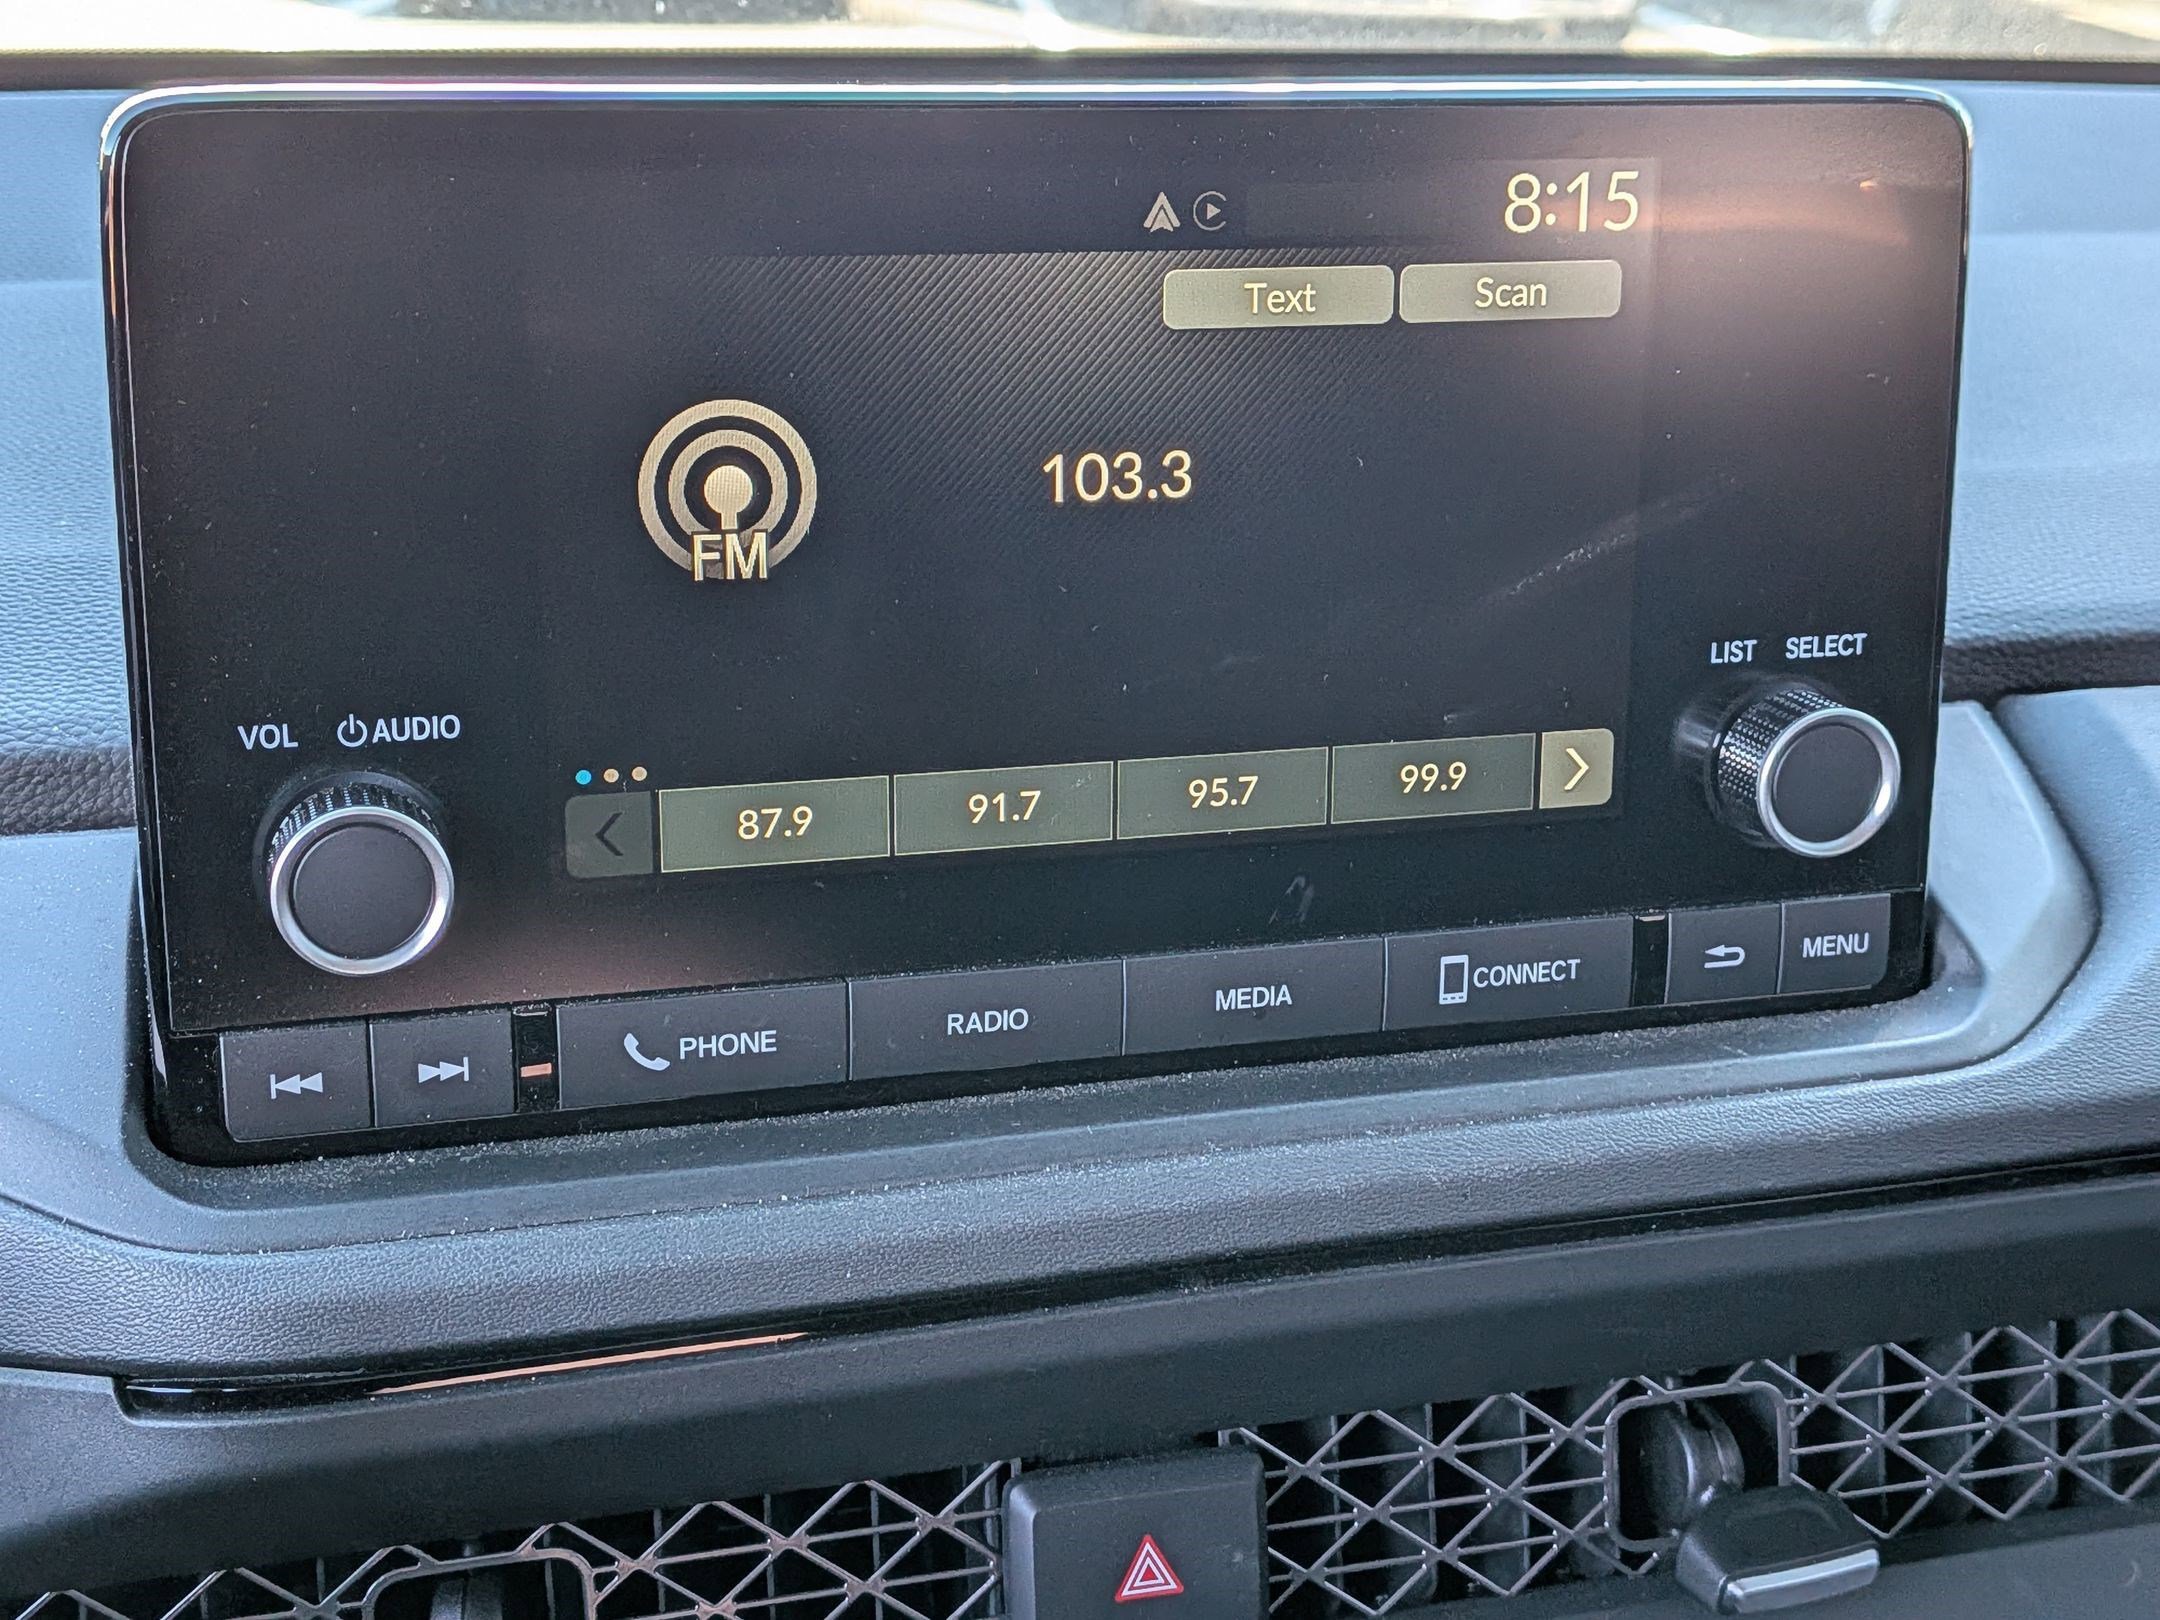 8:15
Text Scan
103.3
FM
LIST SELECT
VOL AUDIO
87.9 91.7 95.7 99.9
PHONE RADIO MEDIA CONNECT MENU